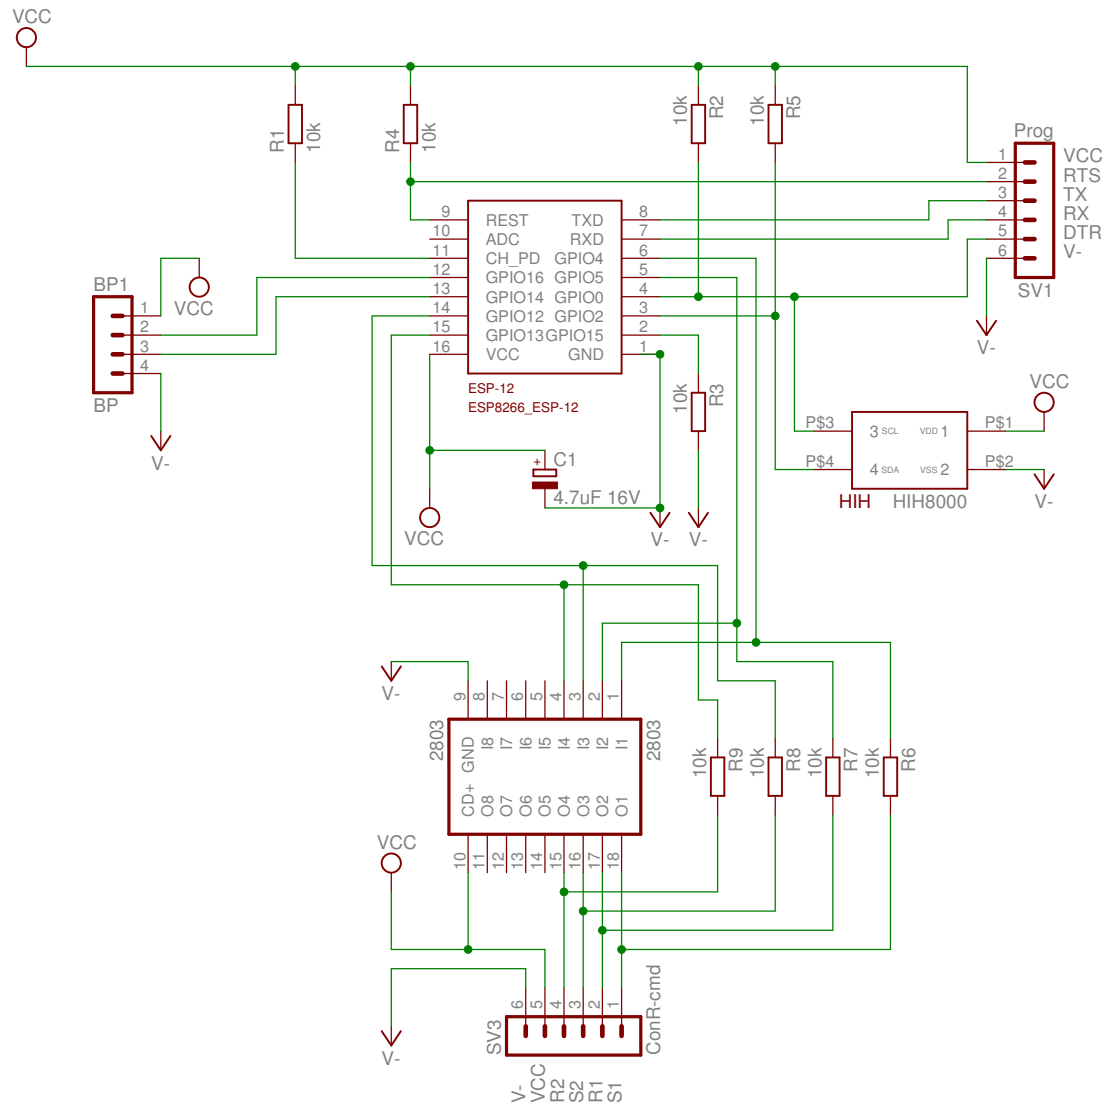 VCC
R1
10k
R4
10k
10k
R2
10k
R5
Prog
1
2
3
4
5
6
VCC
RTS
TX
RX
DTR
V-
SV1
V-
9
10
11
12
13
14
15
16
REST
ADC
CH_PD
GPIO16
GPIO14
GPIO12
GPIO13
VCC
TXD
RXD
GPIO4
GPIO5
GPIO0
GPIO2
GPIO15
GND
8
7
6
5
4
3
2
1
ESP-12
ESP8266_ESP-12
BP1
1
2
3
4
BP
VCC
V-
10k
R3
VCC
P$3
P$4
3 SCL
4 SDA
VDD 1
VSS 2
P$1
P$2
HIH
HIH8000
V-
+
C1
4.7uF 16V
VCC
V-
V-
V-
9
8
7
6
5
4
3
2
1
2803
GND
I8
I7
I6
I5
I4
I3
I2
I1
2803
CD+
O8
O7
O6
O5
O4
O3
O2
O1
10k
R9
10k
R8
10k
R7
10k
R6
VCC
10
11
12
13
14
15
16
17
18
V-
SV3
6
5
4
3
2
1
ConR-cmd
V-
VCC
R2
S2
R1
S1